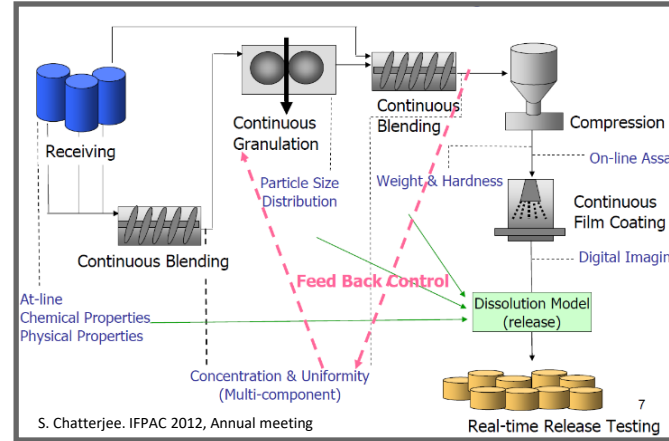 Continuous
Granulation
Continuous
Blending
Compression
Receiving
On-line Assa
Particle Size
Distribution
Weight & Hardness
Continuous
Film Coating
Continuous Blending
Digital Imagin
Feed Back Control
At-line
Chemical Properties
Physical Properties
Dissolution Model
(release)
Concentration & Uniformity
(Multi-component)
S. Chatterjee. IFPAC 2012, Annual meeting
7
Real-time Release Testing